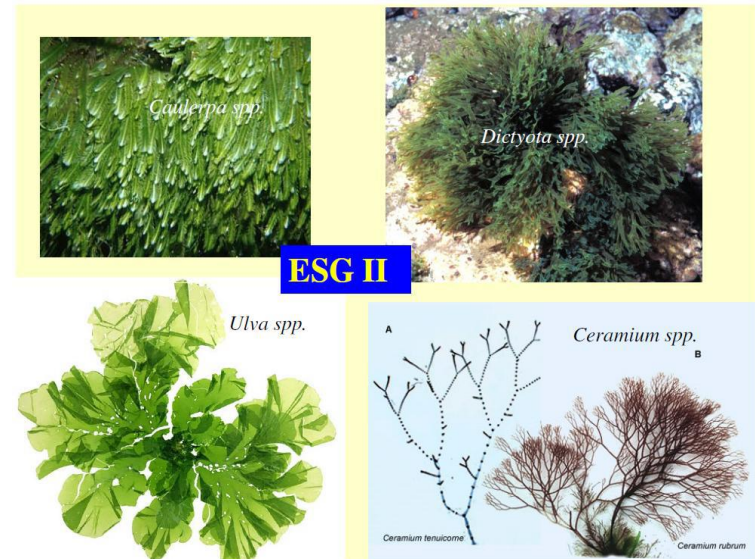 Caulerpa spp.
Dictyota spp.
ESG II
Ulva spp.
A
Ceramium spp.
B
Ceramium tenuicorne
Ceramium rubrum